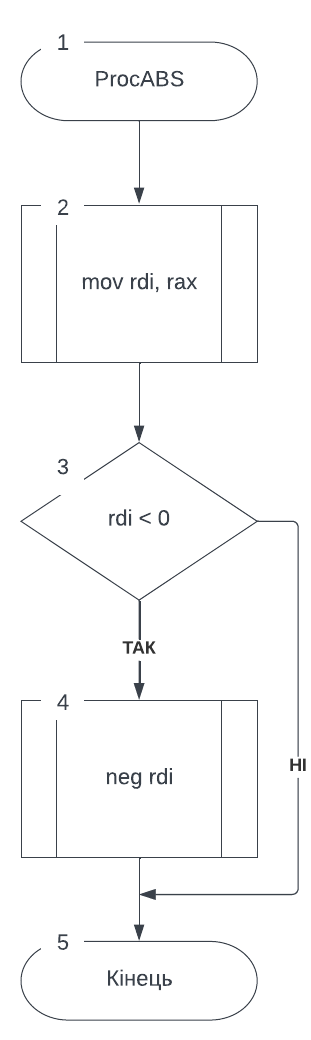 1
ProcABS
2
mov rdi, rax
3
rdi < 0
ТАК
4
neg rdi
НІ
5
Кінець